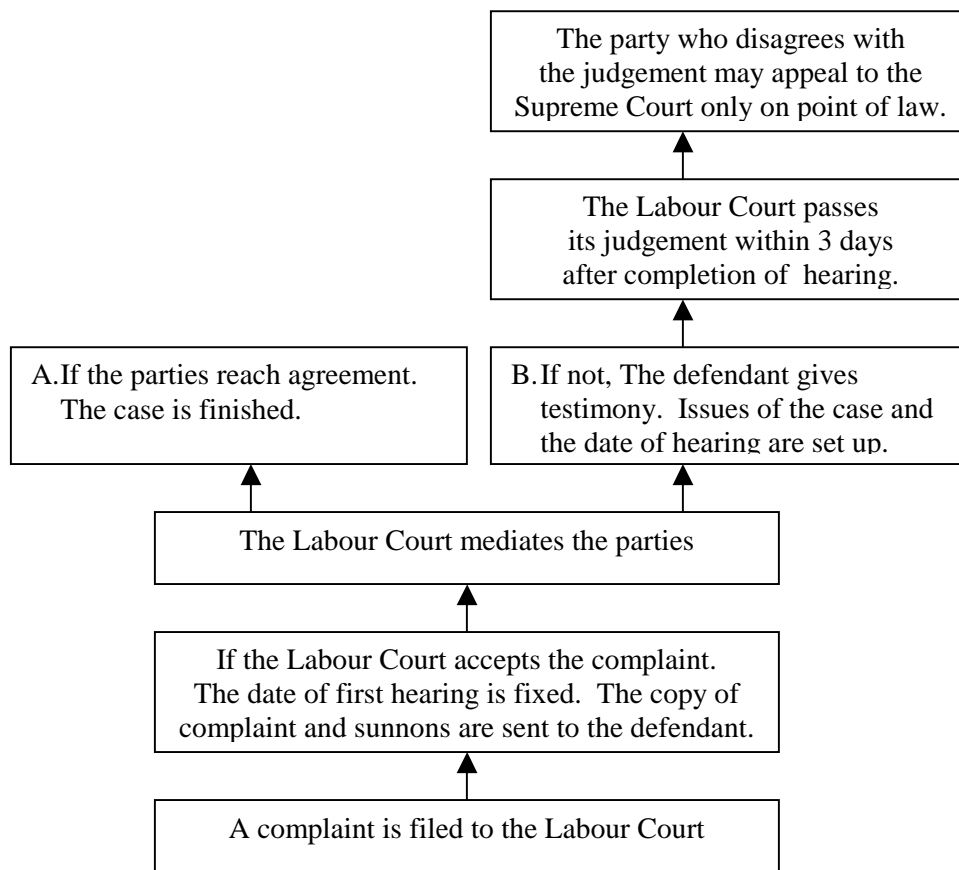 The party who disagrees with
the judgement may appeal to the
Supreme Court only on point of law.
The Labour Court passes
its judgement within 3 days
after completion of hearing.
A. If the parties reach agreement.
The case is finished.
B. If not, The defendant gives
testimony. Issues of the case and
the date of hearing are set up.
The Labour Court mediates the parties
If the Labour Court accepts the complaint.
The date of first hearing is fixed. The copy of
complaint and sunnons are sent to the defendant.
A complaint is filed to the Labour Court